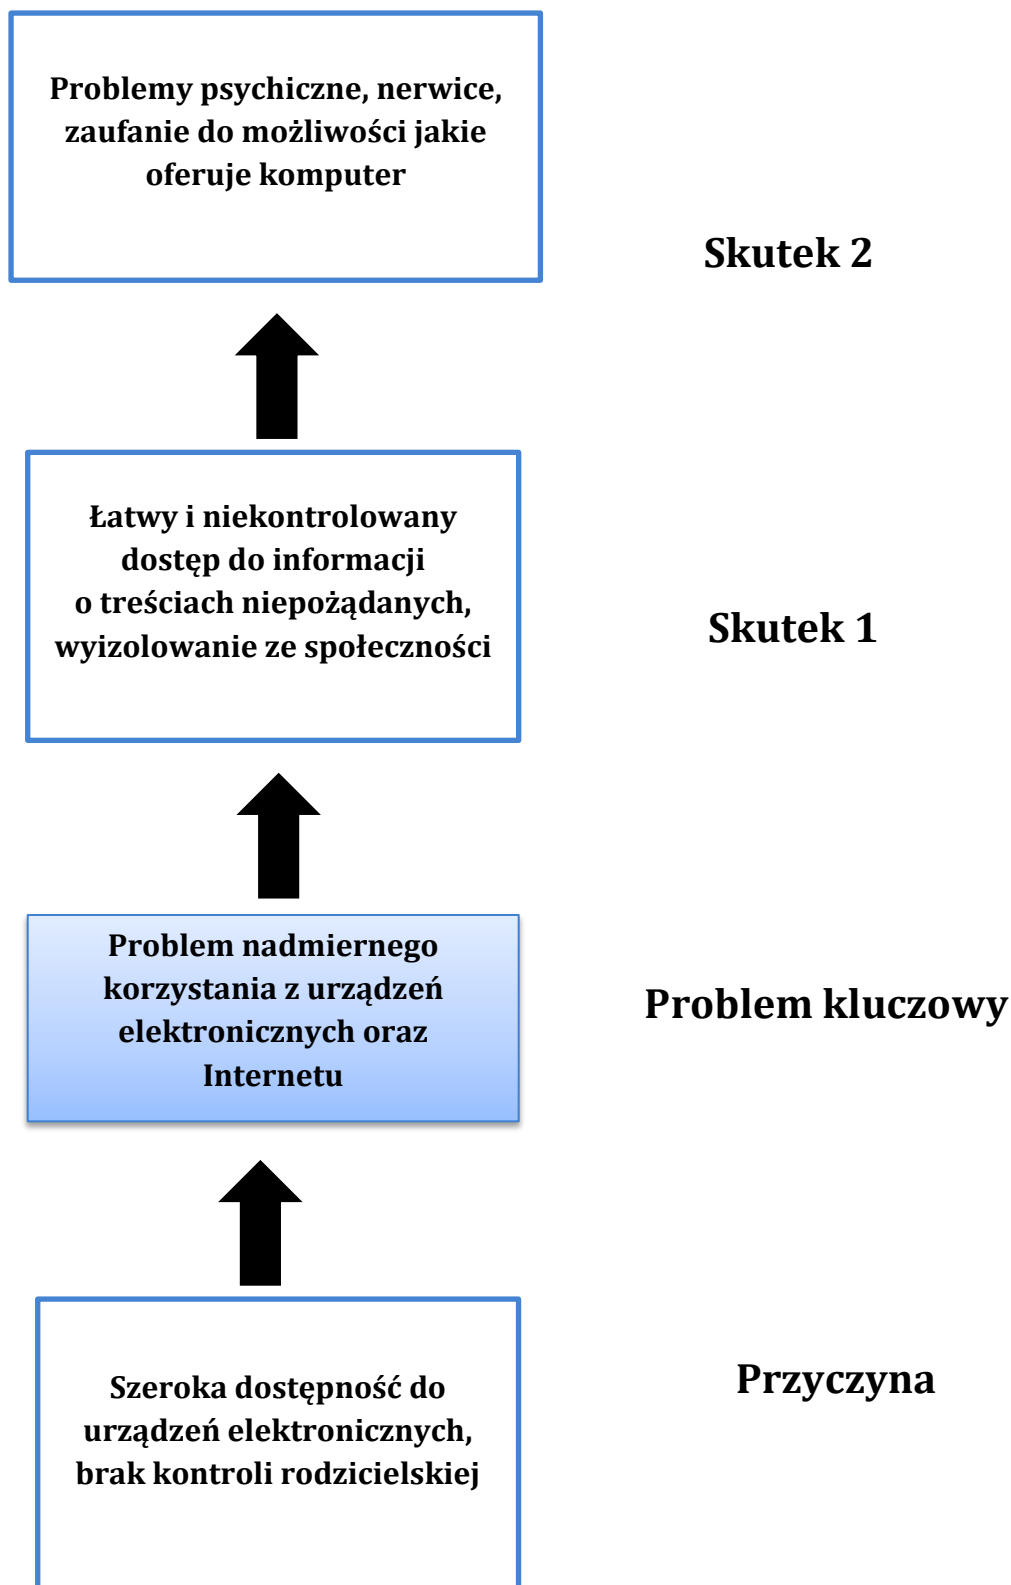 Problemy psychiczne, nerwice,
zaufanie do możliwości jakie
oferuje komputer
Skutek 2
Łatwy i niekontrolowany
dostęp do informacji
o treściach niepożądanych,
wyizolowanie ze społeczności
Skutek 1
Problem nadmiernego
korzystania z urządzeń
elektronicznych oraz
Internetu
Problem kluczowy
Szeroka dostępność do
urządzeń elektronicznych,
brak kontroli rodzicielskiej
Przyczyna